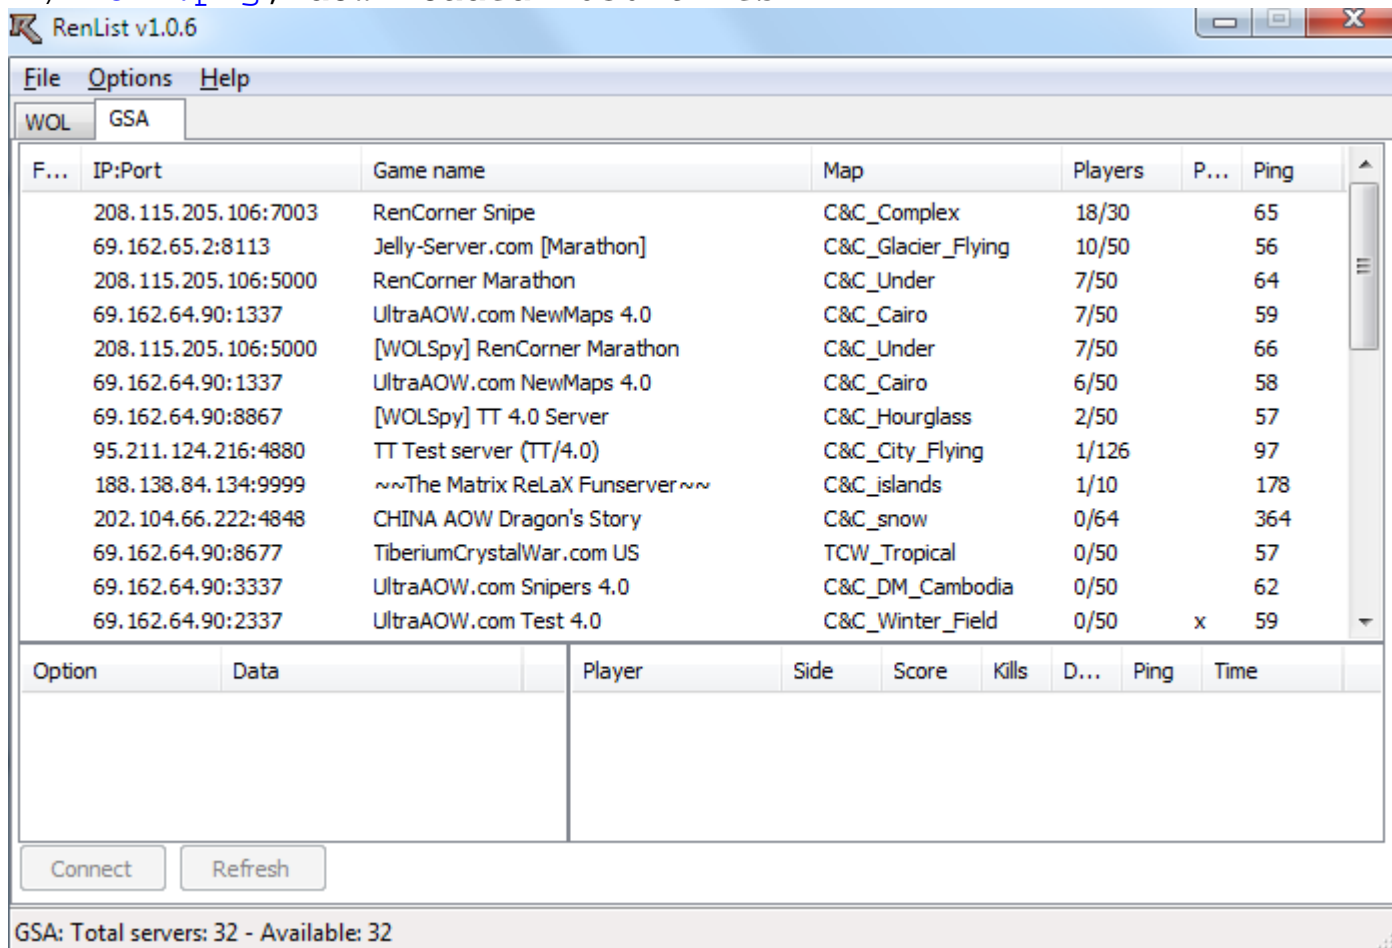 RenList v1.0.6
File Options Help
WOL GSA
F... IP:Port Game name Map Players P... Ping
208.115.205.106:7003 RenCorner Snipe C&C_Complex 18/30 65
69.162.65.2:8113 Jelly-Server.com [Marathon] C&C_Glacier_Flying 10/50 56
208.115.205.106:5000 RenCorner Marathon C&C_Under 7/50 64
69.162.64.90:1337 UltraAOW.com NewMaps 4.0 C&C_Cairo 7/50 59
208.115.205.106:5000 [WOLSpy] RenCorner Marathon C&C_Under 7/50 66
69.162.64.90:1337 UltraAOW.com NewMaps 4.0 C&C_Cairo 6/50 58
69.162.64.90:8867 [WOLSpy] TT 4.0 Server C&C_Hourglass 2/50 57
95.211.124.216:4880 TT Test server (TT/4.0) C&C_City_Flying 1/126 97
188.138.84.134:9999 ~~The Matrix ReLaX Funserver~~ C&C_islands 1/10 178
202.104.66.222:4848 CHINA AOW Dragon's Story C&C_snow 0/64 364
69.162.64.90:8677 TiberiumCrystalWar.com US TCW_Tropical 0/50 57
69.162.64.90:3337 UltraAOW.com Snipers 4.0 C&C_DM_Cambodia 0/50 62
69.162.64.90:2337 UltraAOW.com Test 4.0 C&C_Winter_Field 0/50 x 59
Option Data Player Side Score Kills D... Ping Time
Connect Refresh
GSA: Total servers: 32 - Available: 32